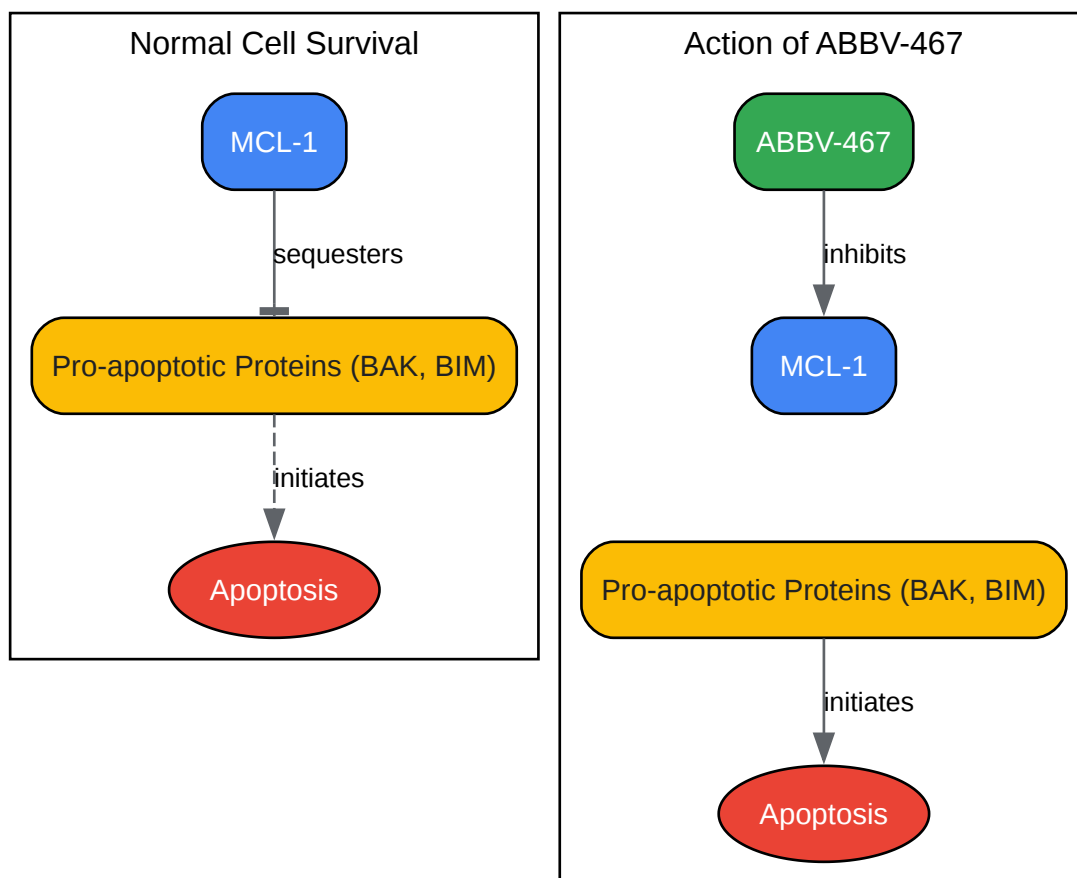 Normal Cell Survival
MCL-1
sequesters
Pro-apoptotic Proteins (BAK, BIM)
initiates
Apoptosis
Action of ABBV-467
ABBV-467
inhibits
MCL-1
Pro-apoptotic Proteins (BAK, BIM)
initiates
Apoptosis